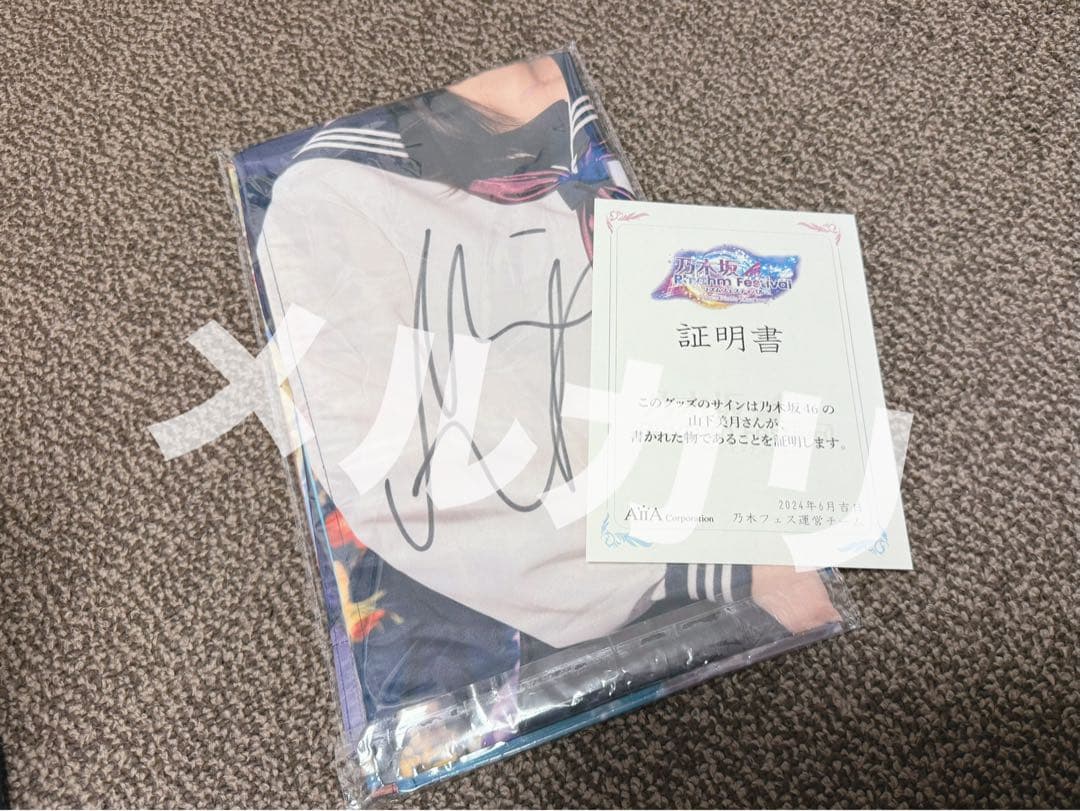 乃木坂
Rhythm Festival
証明書
このグッズのサインは乃木坂46の
山下美月さんが、
書かれた物であることを証明します。
2024年6月吉日
AiiA Corporation 乃木フェス運営チーム
メルカリ